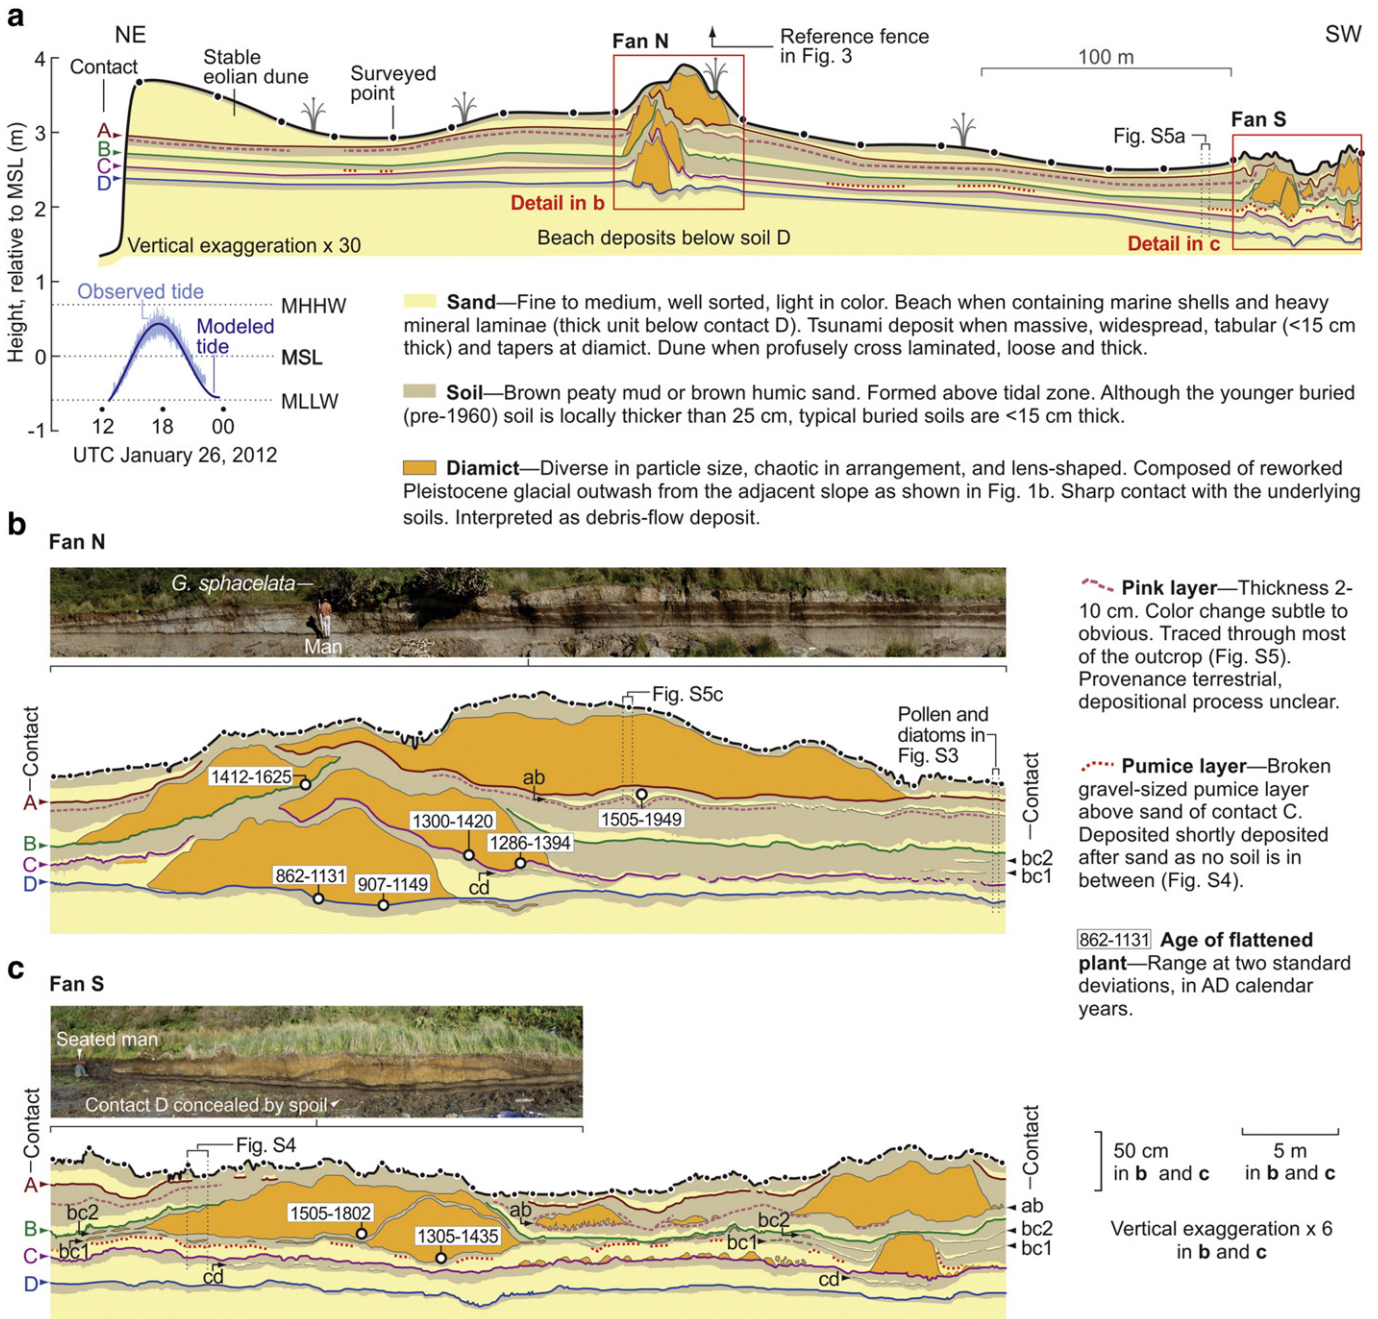 a
NE
SW
Contact
Stable
eolian dune
Surveyed
point
Fan N
Reference fence
in Fig. 3
100 m
Fan S
Fig. S5a
4
3
2
1
0
-1
Height, relative to MSL (m)
A
B
C
D
Detail in b
Detail in c
Vertical exaggeration x 30
Beach deposits below soil D
Observed tide
Modeled
tide
MHHW
MSL
MLLW
12 18 00
UTC January 26, 2012
Sand—Fine to medium, well sorted, light in color. Beach when containing marine shells and heavy
mineral laminae (thick unit below contact D). Tsunami deposit when massive, widespread, tabular (<15 cm
thick) and tapers at diamict. Dune when profusely cross laminated, loose and thick.
Soil—Brown peaty mud or brown humic sand. Formed above tidal zone. Although the younger buried
(pre-1960) soil is locally thicker than 25 cm, typical buried soils are <15 cm thick.
Diamict—Diverse in particle size, chaotic in arrangement, and lens-shaped. Composed of reworked
Pleistocene glacial outwash from the adjacent slope as shown in Fig. 1b. Sharp contact with the underlying
soils. Interpreted as debris-flow deposit.
b
Fan N
G. sphacelata
Man
Fig. S5c
Pollen and
diatoms in
Fig. S3
Contact
A
B
C
D
1412-1625
ab
1505-1949
1300-1420
1286-1394
cd
862-1131
907-1149
Contact
bc2
bc1
Pink layer—Thickness 2-
10 cm. Color change subtle to
obvious. Traced through most
of the outcrop (Fig. S5).
Provenance terrestrial,
depositional process unclear.
Pumice layer—Broken
gravel-sized pumice layer
above sand of contact C.
Deposited shortly deposited
after sand as no soil is in
between (Fig. S4).
862-1131 Age of flattened
plant—Range at two standard
deviations, in AD calendar
years.
c
Fan S
Seated man
Contact D concealed by spoil
Fig. S4
Contact
A
B
C
D
bc2
bc1
cd
1505-1802
1305-1435
ab
bc2
bc1
cd
Contact
ab
bc2
bc1
50 cm
in b and c
5 m
in b and c
Vertical exaggeration x 6
in b and c